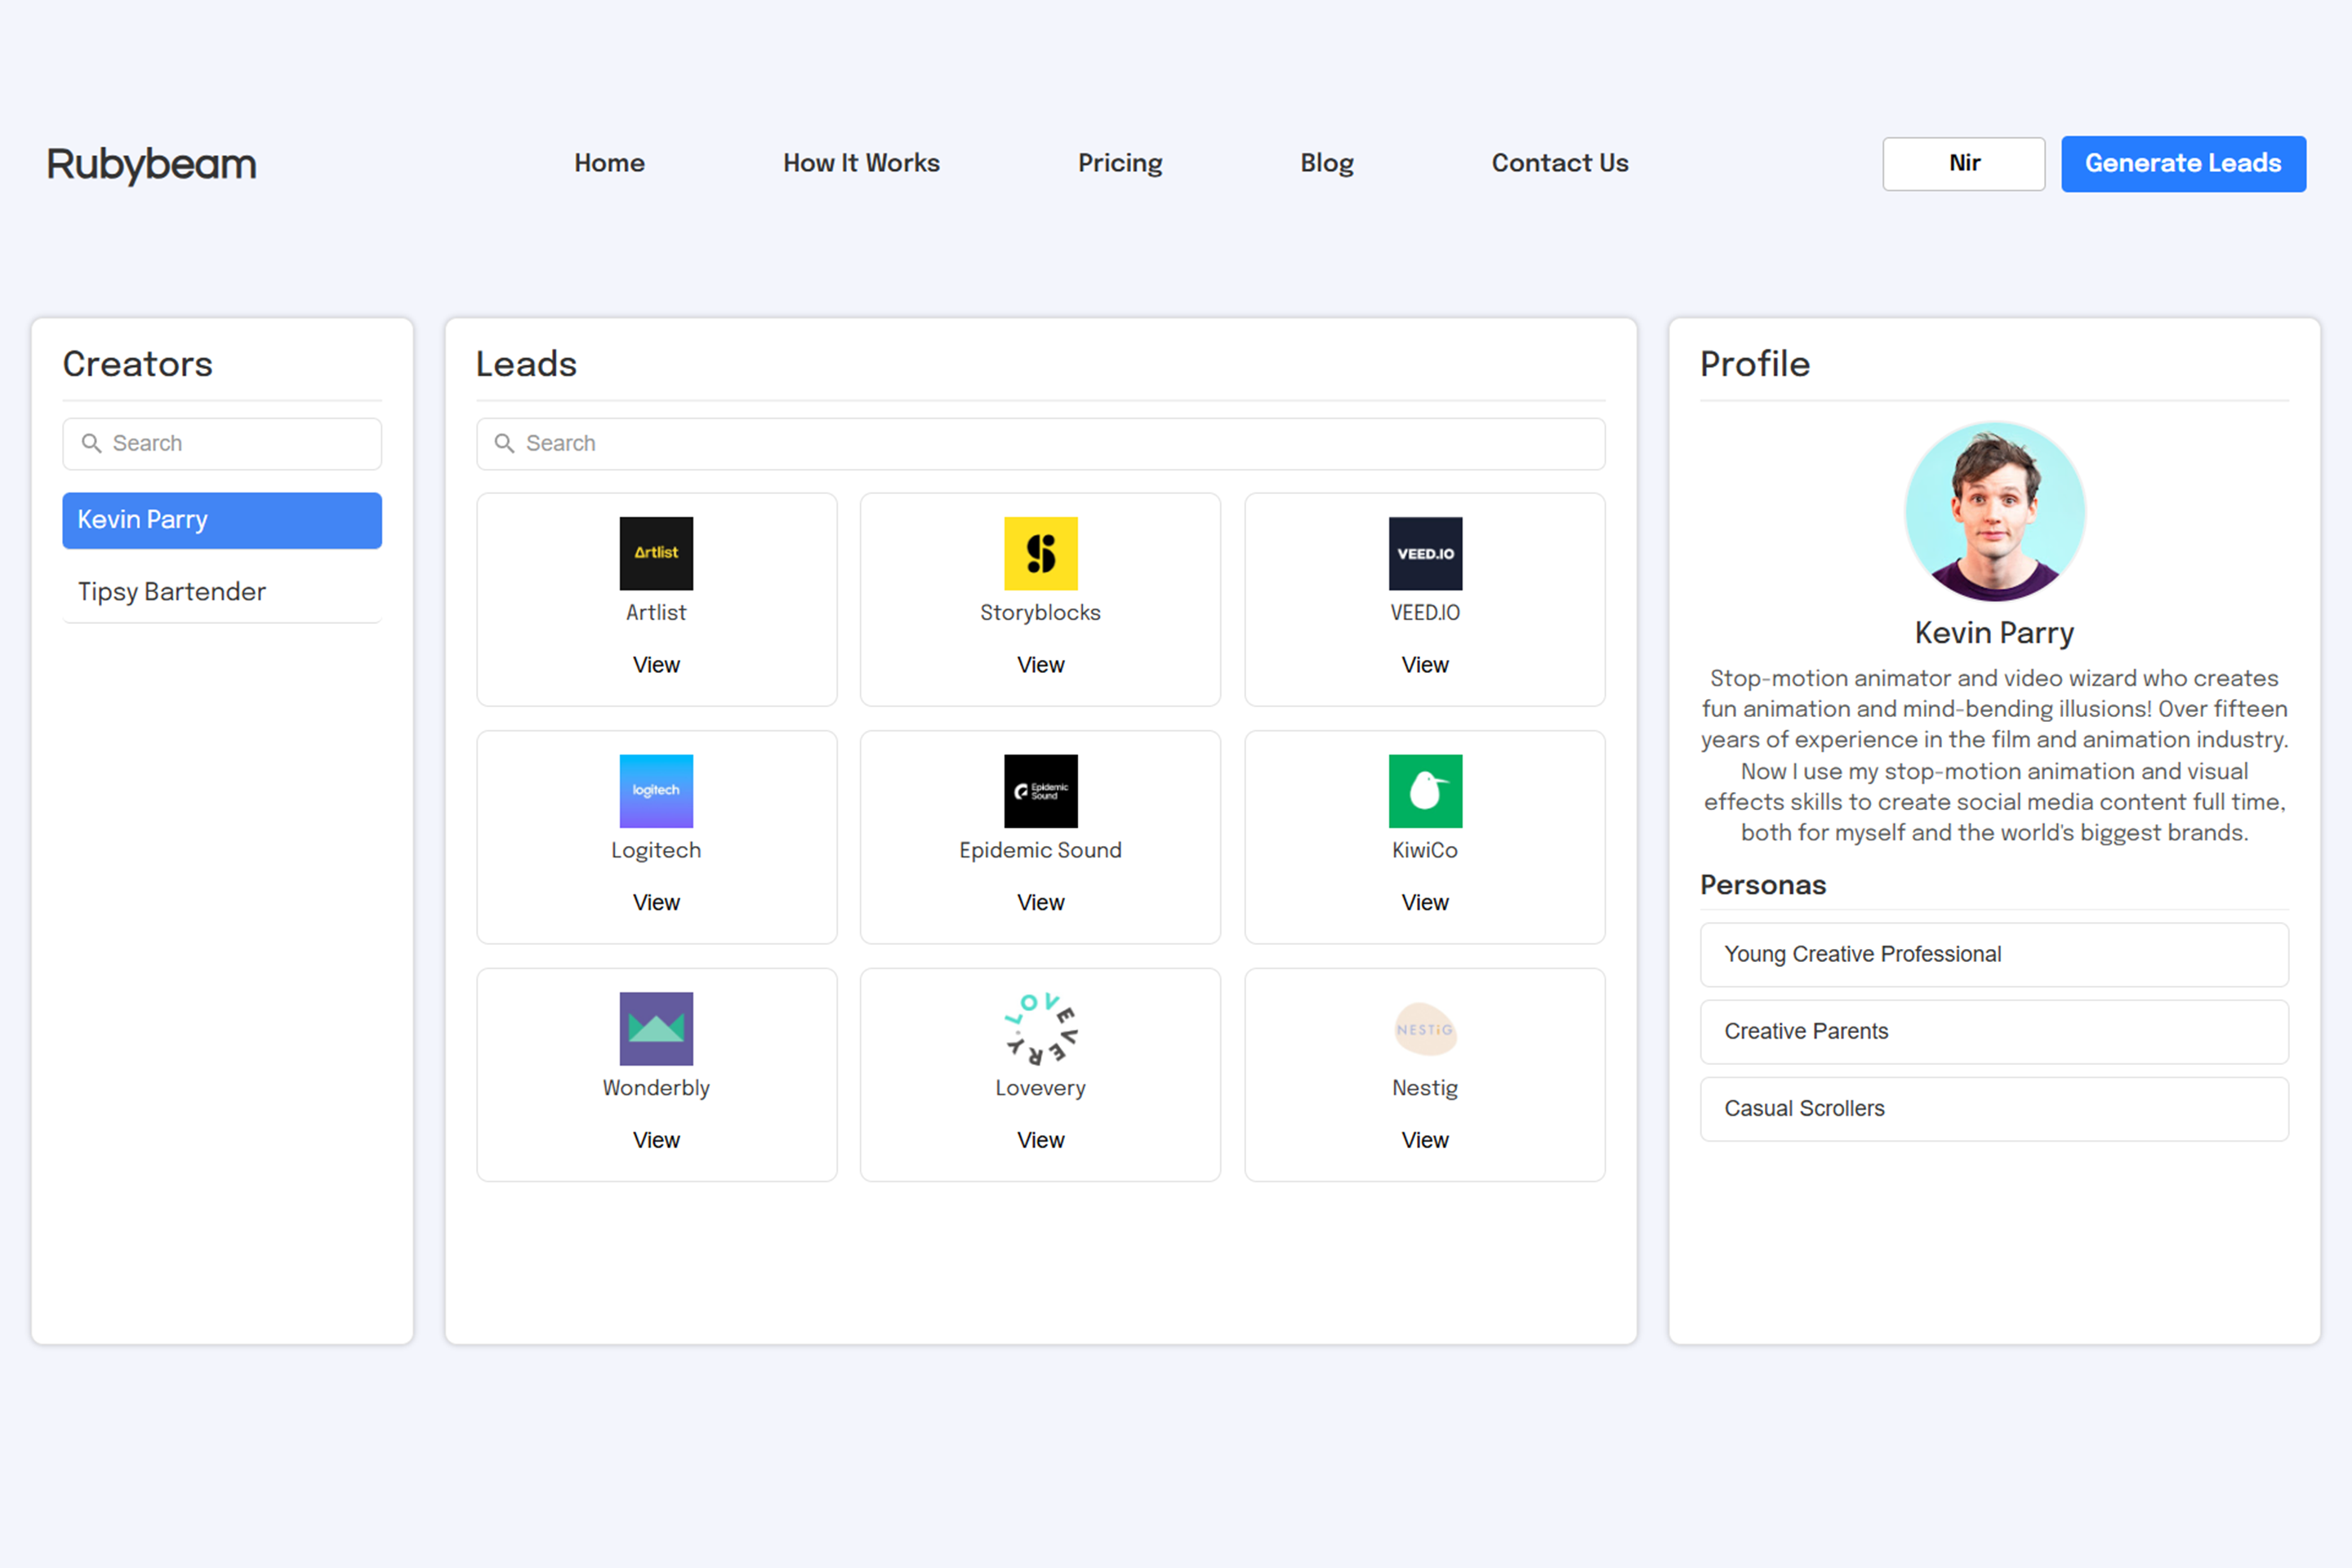 Rubybeam
Home
How It Works
Pricing
Blog
Contact Us
Nir
Generate Leads
Creators
Search
Kevin Parry
Tipsy Bartender
Leads
Search
Artlist
Artlist
View
Storyblocks
View
VEED.IO
VEED.IO
View
logitech
Logitech
View
Epidemic
Sound
Epidemic Sound
View
KiwiCo
View
Wonderbly
View
LOVEVERY.
Lovevery
View
NESTiG
Nestig
View
Profile
Kevin Parry
Stop-motion animator and video wizard who creates
fun animation and mind-bending illusions! Over fifteen
years of experience in the film and animation industry.
Now I use my stop-motion animation and visual
effects skills to create social media content full time,
both for myself and the world's biggest brands.
Personas
Young Creative Professional
Creative Parents
Casual Scrollers